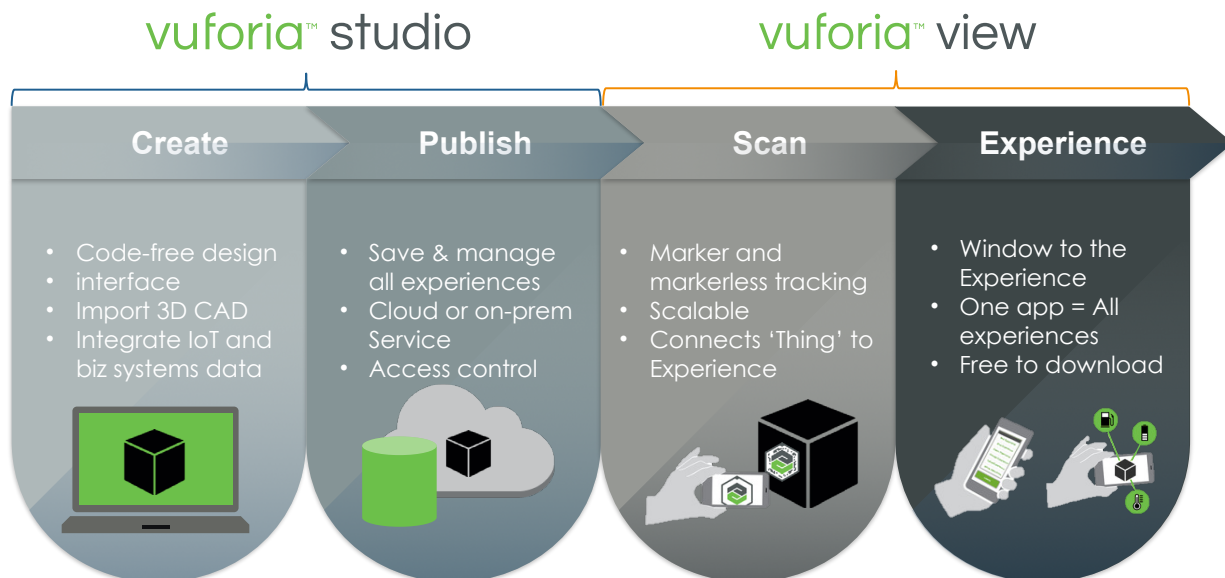 vuforia™ studio
vuforia™ view
Create
Publish
Scan
Experience
• Code-free design
• interface
• Import 3D CAD
• Integrate IoT and
biz systems data
• Save & manage
all experiences
• Cloud or on-prem
Service
• Access control
• Marker and
markerless tracking
• Scalable
• Connects ‘Thing’ to
Experience
• Window to the
Experience
• One app = All
experiences
• Free to download